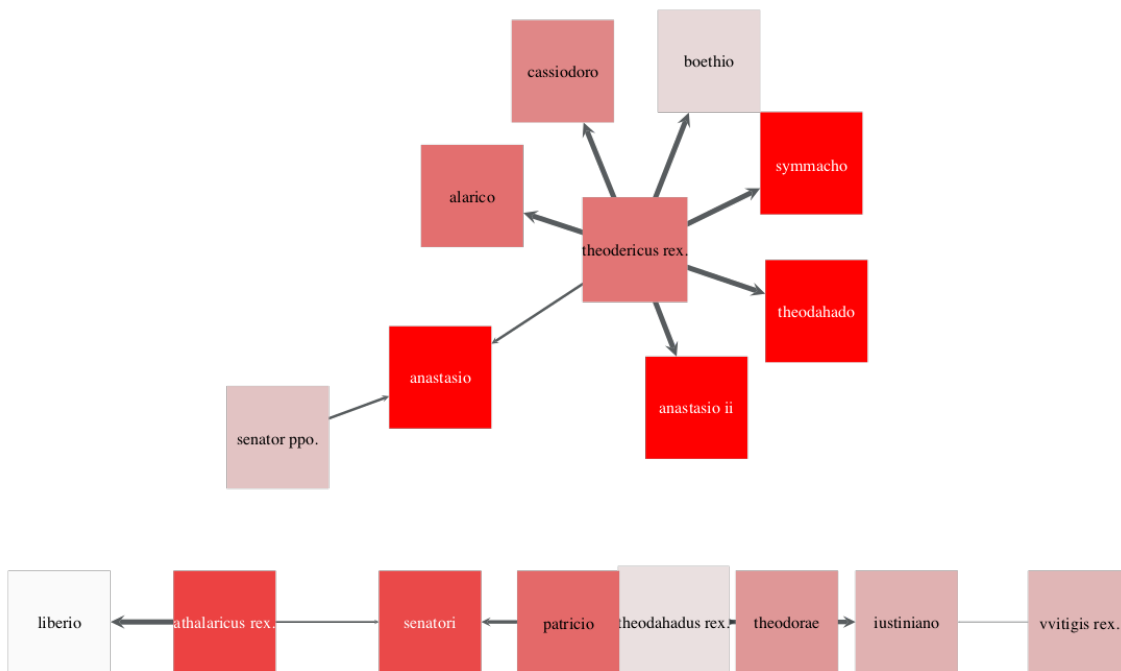 boethio
cassiodoro
symmacho
alarico
theodericus rex.
theodahado
anastasio
anastasio ii
senator ppo.
liberio
athalaricus rex.
senatori
patricio
theodahadus rex.
theodorae
iustiniano
vvitigis rex.